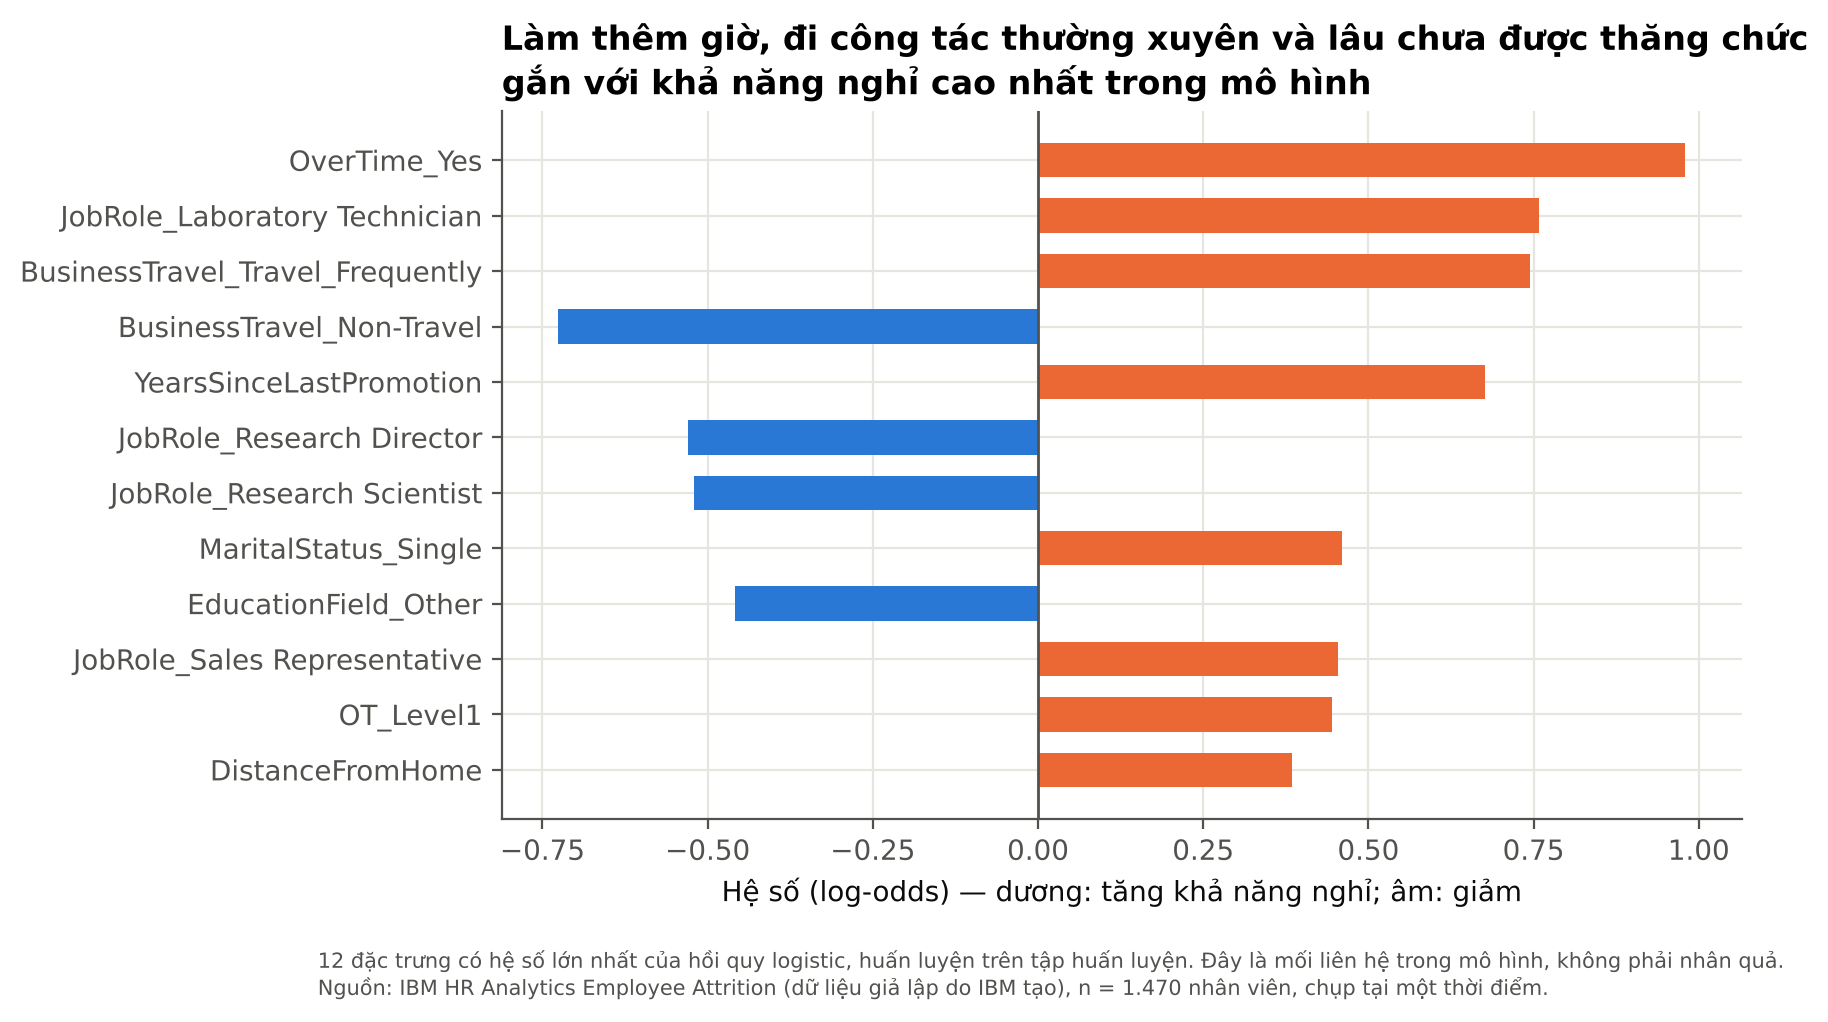 Làm thêm giờ, đi công tác thường xuyên và lâu chưa được thăng chức
gắn với khả năng nghỉ cao nhất trong mô hình
OverTime_Yes
JobRole_Laboratory Technician
BusinessTravel_Travel_Frequently
BusinessTravel_Non-Travel
YearsSinceLastPromotion
JobRole_Research Director
JobRole_Research Scientist
MaritalStatus_Single
EducationField_Other
JobRole_Sales Representative
OT_Level1
DistanceFromHome
−0.75 −0.50 −0.25 0.00 0.25 0.50 0.75 1.00
Hệ số (log-odds) — dương: tăng khả năng nghỉ; âm: giảm
12 đặc trưng có hệ số lớn nhất của hồi quy logistic, huấn luyện trên tập huấn luyện. Đây là mối liên hệ trong mô hình, không phải nhân quả.
Nguồn: IBM HR Analytics Employee Attrition (dữ liệu giả lập do IBM tạo), n = 1.470 nhân viên, chụp tại một thời điểm.